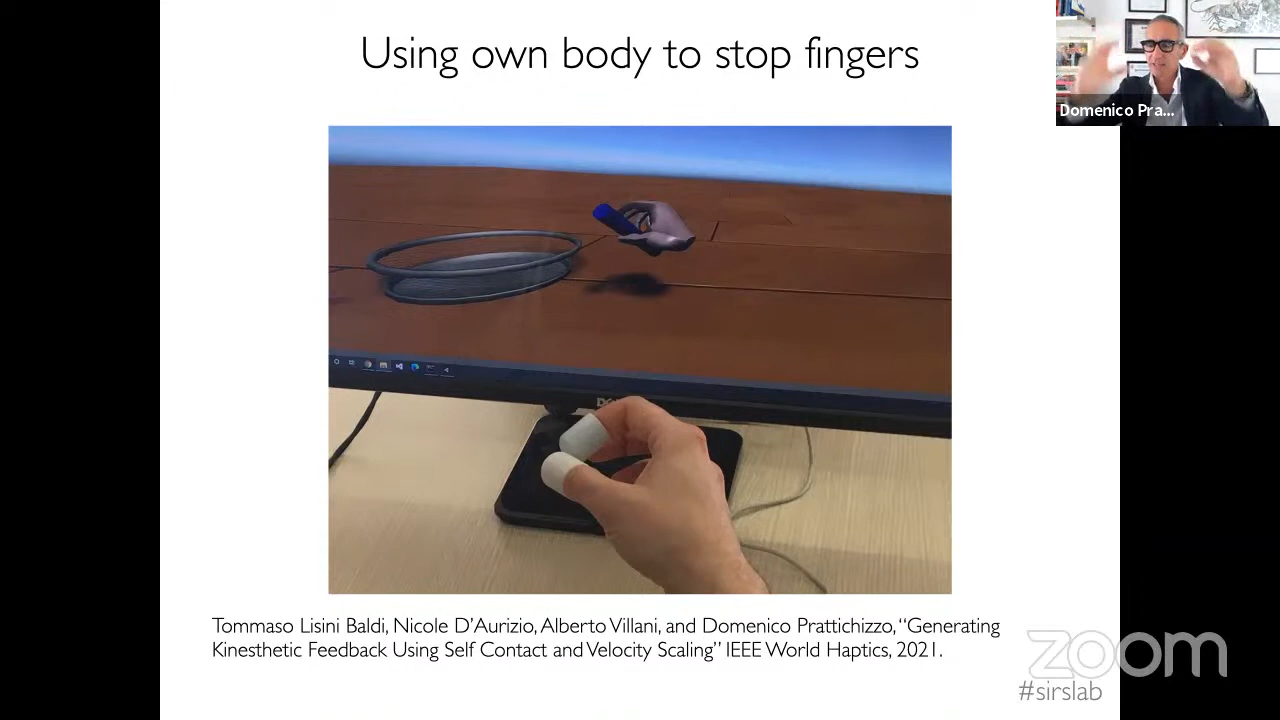 Using own body to stop fingers
Domenico Pra...
Tommaso Lisini Baldi, Nicole D'Aurizio, Alberto Villani, and Domenico Prattichizzo, “Generating
Kinesthetic Feedback Using Self Contact and Velocity Scaling” IEEE World Haptics, 2021.
zoom
#sirslab